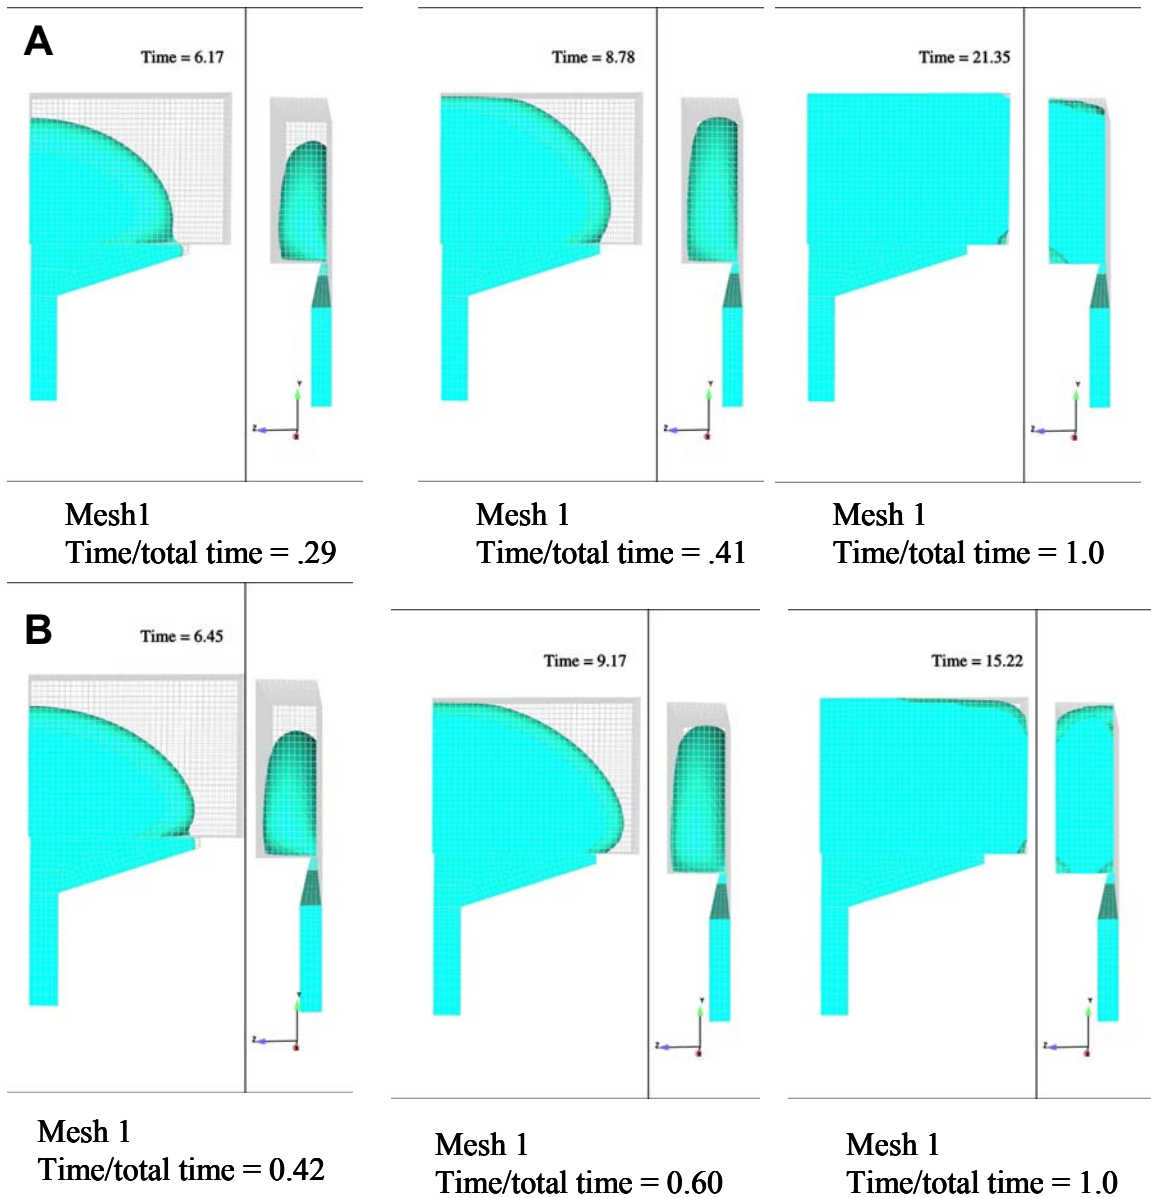 A
Time = 6.17
Time = 8.78
Time = 21.35
Y
Z
Y
Z
Y
Z
Mesh1
Time/total time = .29
Mesh 1
Time/total time = .41
Mesh 1
Time/total time = 1.0
B
Time = 6.45
Time = 9.17
Time = 15.22
Y
Z
Y
Z
Y
Z
Mesh 1
Time/total time = 0.42
Mesh 1
Time/total time = 0.60
Mesh 1
Time/total time = 1.0